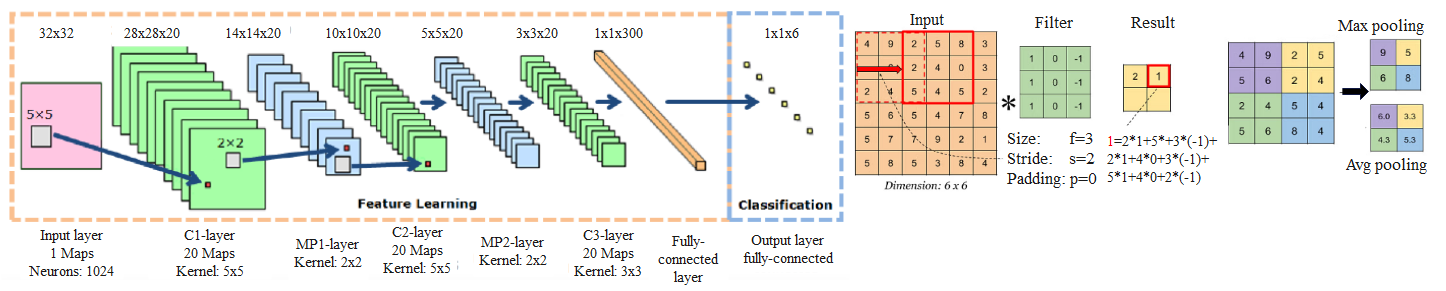 32x32 28x28x20 14x14x20 10x10x20 5x5x20 3x3x20 1x1x300 1x1x6
5×5
2×2
Feature Learning
Classification
Input layer
1 Maps
Neurons: 1024
C1-layer
20 Maps
Kernel: 5x5
MP1-layer
Kernel: 2x2
C2-layer
20 Maps
Kernel: 5x5
MP2-layer
Kernel: 2x2
C3-layer
20 Maps
Kernel: 3x3
Fully-
connected
layer
Output layer
fully-connected
Input
4 9 2 5 8 3
2 4 0 3
2 4 5 4 5 2
5 6 5 4 7 8
5 7 7 9 2 1
5 8 5 3 8 4
Dimension: 6 x 6
*
Filter
1 0 -1
1 0 -1
1 0 -1
Size: f=3
Stride: s=2
Padding: p=0
Result
2 1
1=2*1+5*+3*(-1)+
2*1+4*0+3*(-1)+
5*1+4*0+2*(-1)
4 9 2 5
5 6 2 4
2 4 5 4
5 6 8 4
Max pooling
9 5
6 8
6.0 3.3
4.3 5.3
Avg pooling